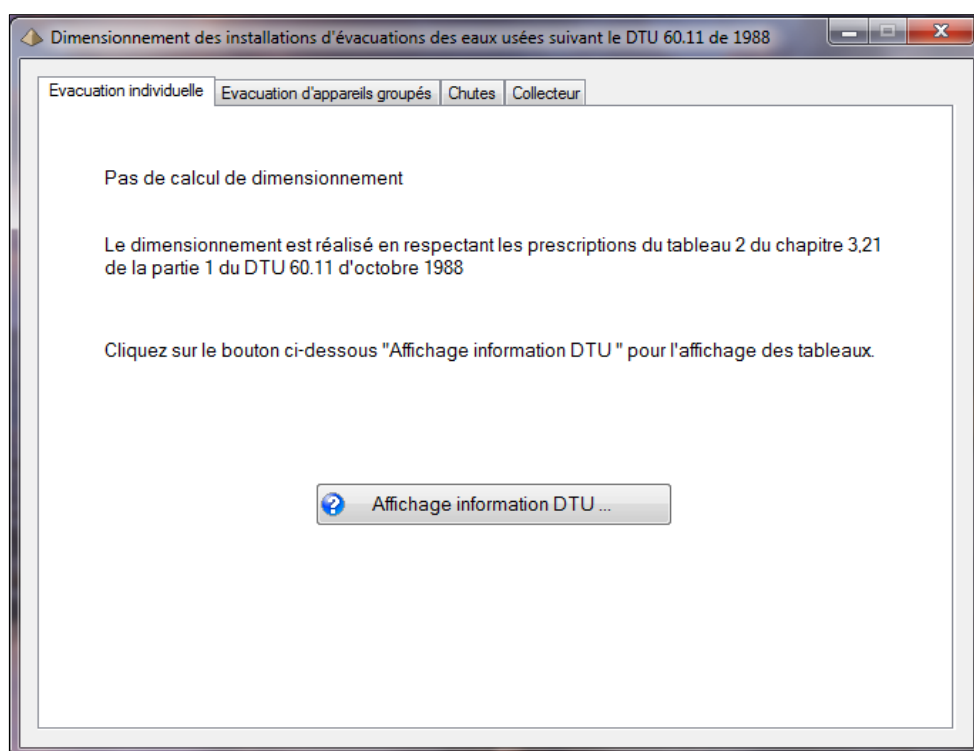 Dimensionnement des installations d'évacuations des eaux usées suivant le DTU 60.11 de 1988
Evacuation individuelle
Evacuation d'appareils groupés
Chutes
Collecteur
Pas de calcul de dimensionnement
Le dimensionnement est réalisé en respectant les prescriptions du tableau 2 du chapitre 3,21
de la partie 1 du DTU 60.11 d'octobre 1988
Cliquez sur le bouton ci-dessous "Affichage information DTU " pour l'affichage des tableaux.
Affichage information DTU ...